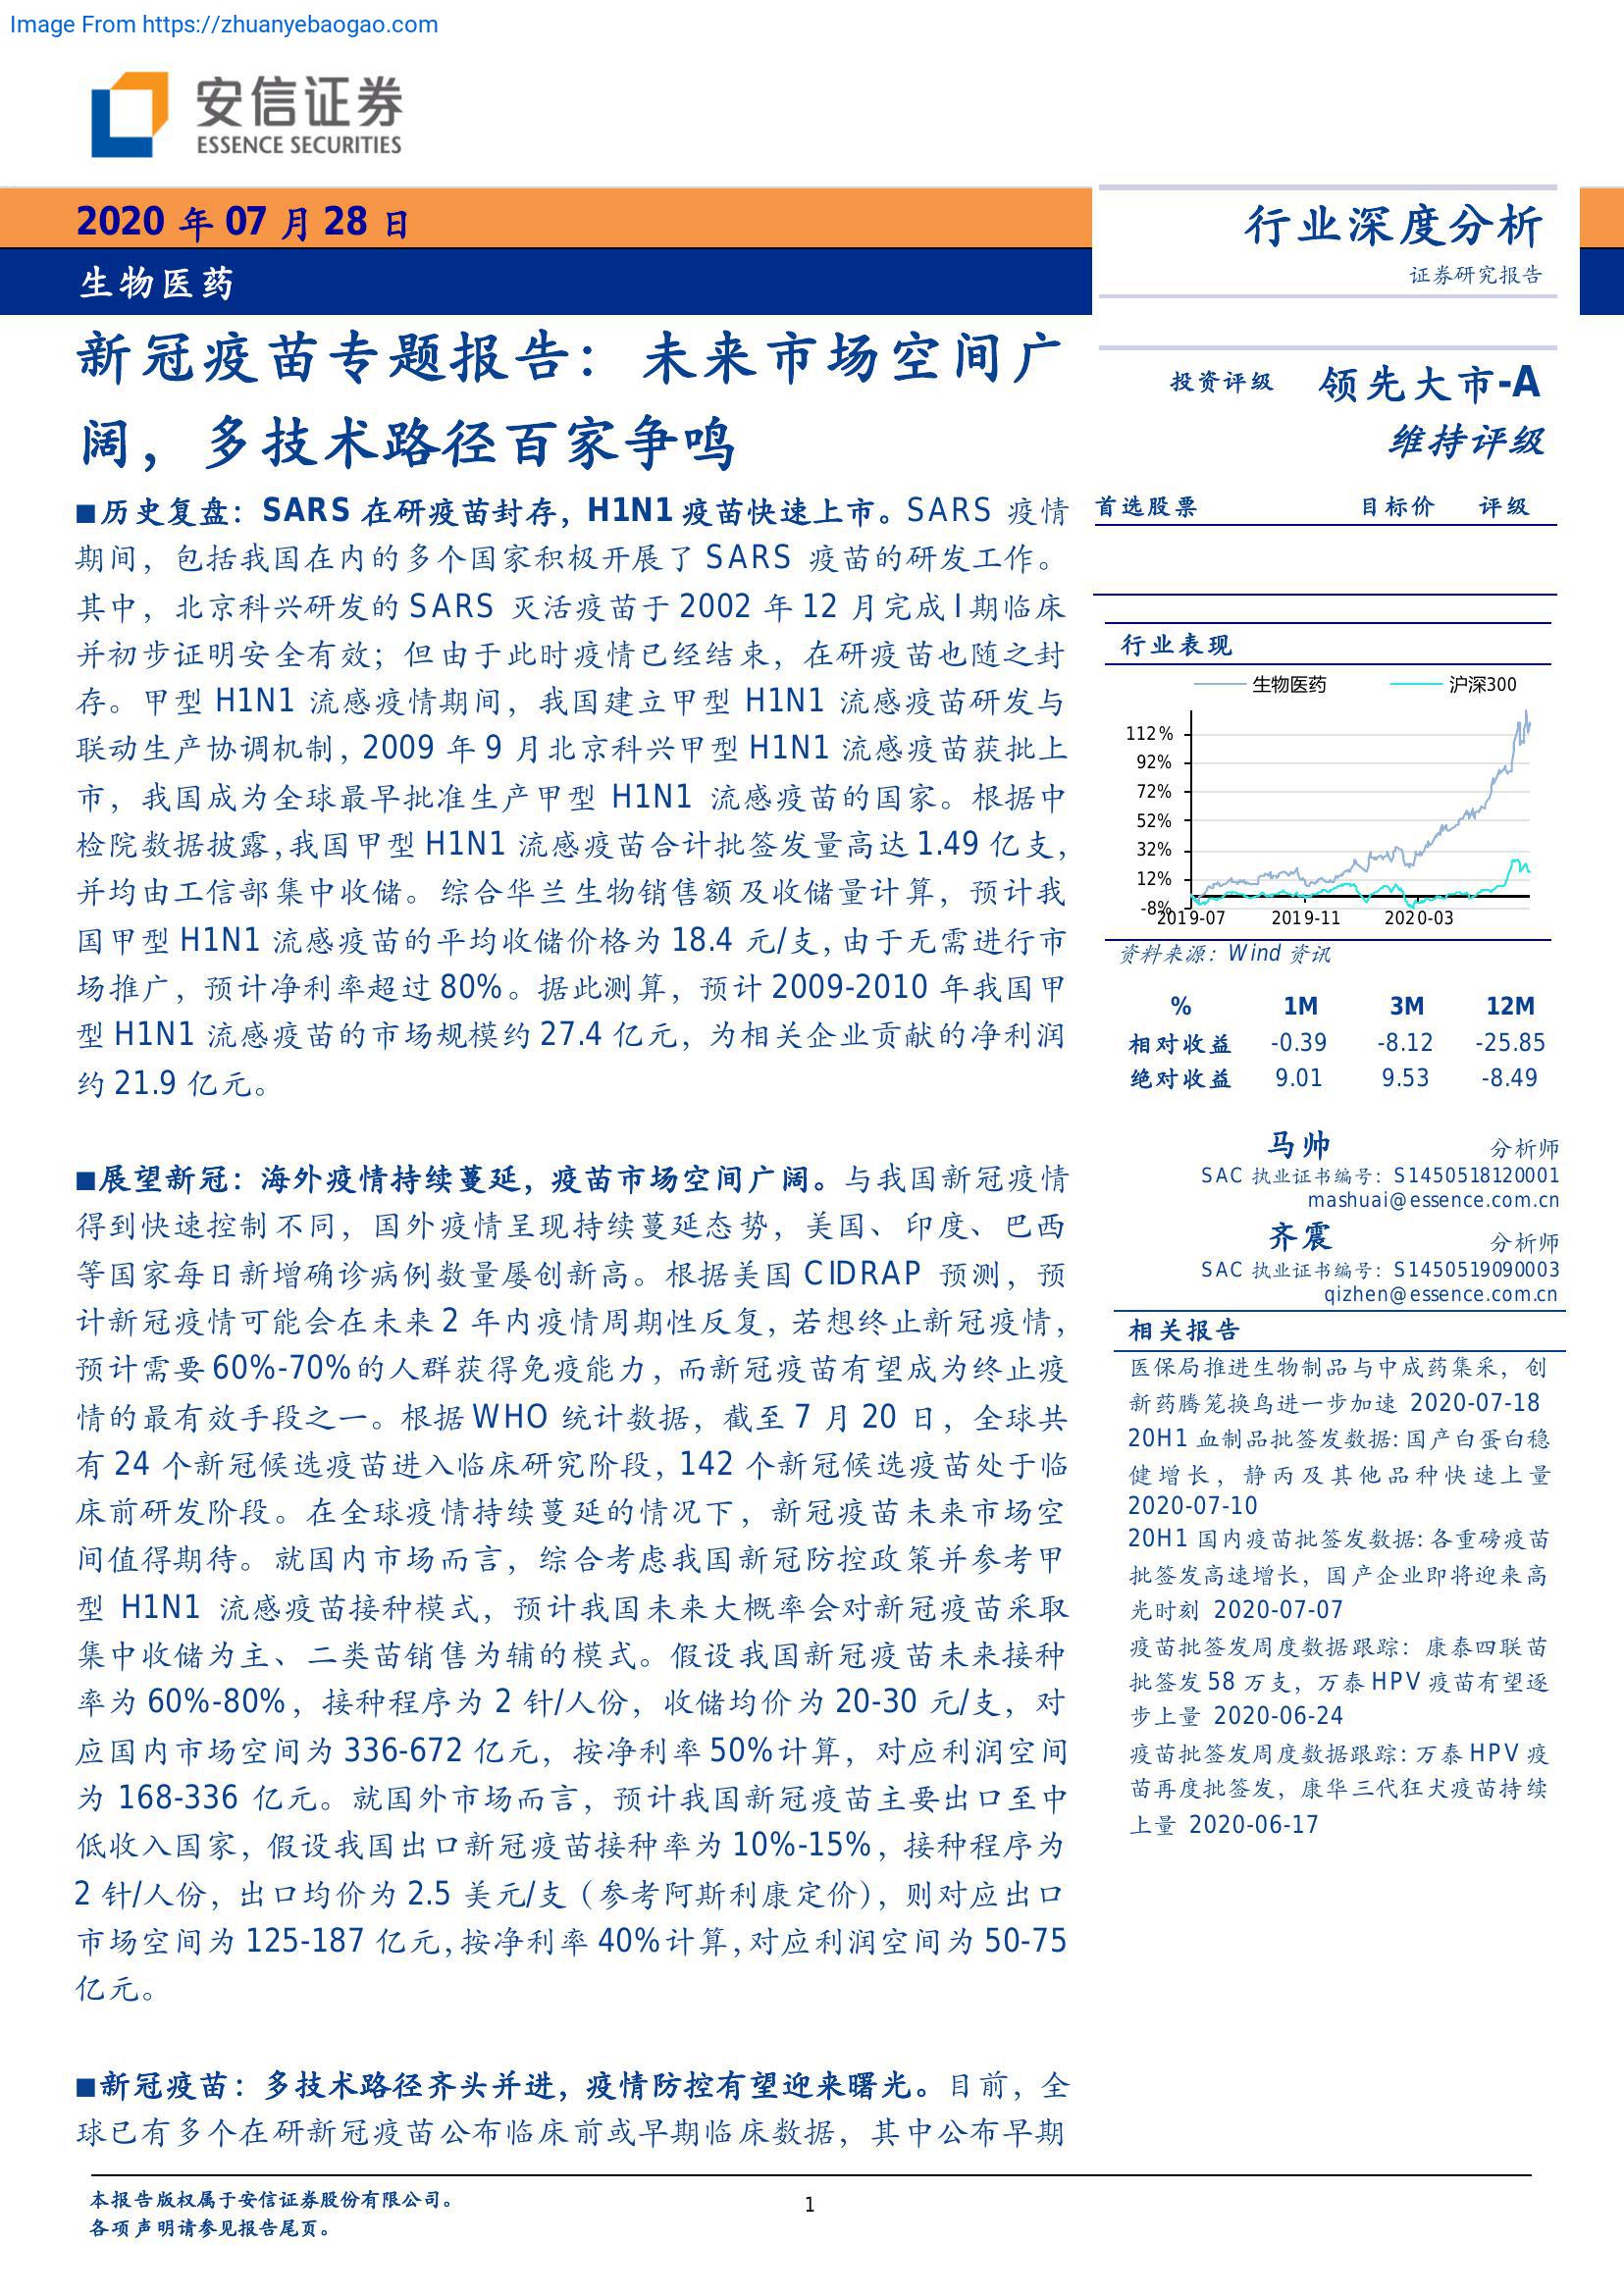 Image From https://zhuanyebaogao.com
安信证券
ESSENCE SECURITIES
2020 年 07 月 28 日
生物医药
行业深度分析
证券研究报告
新冠疫苗专题报告：未来市场空间广
阔，多技术路径百家争鸣
■历史复盘：SARS 在研疫苗封存，H1N1 疫苗快速上市。SARS 疫情
期间，包括我国在内的多个国家积极开展了 SARS 疫苗的研发工作。
其中，北京科兴研发的 SARS 灭活疫苗于 2002 年 12 月完成 I 期临床
并初步证明安全有效；但由于此时疫情已经结束，在研疫苗也随之封
存。甲型 H1N1 流感疫情期间，我国建立甲型 H1N1 流感疫苗研发与
联动生产协调机制，2009 年 9 月北京科兴甲型 H1N1 流感疫苗获批上
市，我国成为全球最早批准生产甲型 H1N1 流感疫苗的国家。根据中
检院数据披露，我国甲型 H1N1 流感疫苗合计批签发量高达 1.49 亿支，
并均由工信部集中收储。综合华兰生物销售额及收储量计算，预计我
国甲型 H1N1 流感疫苗的平均收储价格为 18.4 元/支，由于无需进行市
场推广，预计净利率超过 80%。据此测算，预计 2009-2010 年我国甲
型 H1N1 流感疫苗的市场规模约 27.4 亿元，为相关企业贡献的净利润
约 21.9 亿元。
■展望新冠：海外疫情持续蔓延，疫苗市场空间广阔。与我国新冠疫情
得到快速控制不同，国外疫情呈现持续蔓延态势，美国、印度、巴西
等国家每日新增确诊病例数量屡创新高。根据美国 CIDRAP 预测，预
计新冠疫情可能会在未来 2 年内疫情周期性反复，若想终止新冠疫情，
预计需要 60%-70%的人群获得免疫能力，而新冠疫苗有望成为终止疫
情的最有效手段之一。根据 WHO 统计数据，截至 7 月 20 日，全球共
有 24 个新冠候选疫苗进入临床研究阶段，142 个新冠候选疫苗处于临
床前研发阶段。在全球疫情持续蔓延的情况下，新冠疫苗未来市场空
间值得期待。就国内市场而言，综合考虑我国新冠防控政策并参考甲
型 H1N1 流感疫苗接种模式，预计我国未来大概率会对新冠疫苗采取
集中收储为主、二类苗销售为辅的模式。假设我国新冠疫苗未来接种
率为 60%-80%，接种程序为 2 针/人份，收储均价为 20-30 元/支，对
应国内市场空间为 336-672 亿元，按净利率 50%计算，对应利润空间
为 168-336 亿元。就国外市场而言，预计我国新冠疫苗主要出口至中
低收入国家，假设我国出口新冠疫苗接种率为 10%-15%，接种程序为
2 针/人份，出口均价为 2.5 美元/支（参考阿斯利康定价），则对应出口
市场空间为 125-187 亿元，按净利率 40%计算，对应利润空间为 50-75
亿元。
■新冠疫苗：多技术路径齐头并进，疫情防控有望迎来曙光。目前，全
球已有多个在研新冠疫苗公布临床前或早期临床数据，其中公布早期
投资评级 领先大市-A
维持评级
首选股票 目标价 评级
行业表现
生物医药 沪深300
112%
92%
72%
52%
32%
12%
-8%
2019-07 2019-11 2020-03
资料来源：Wind 资讯
% 1M 3M 12M
相对收益 -0.39 -8.12 -25.85
绝对收益 9.01 9.53 -8.49
马帅 分析师
SAC 执业证书编号：S1450518120001
mashuai@essence.com.cn
齐震 分析师
SAC 执业证书编号：S1450519090003
qizhen@essence.com.cn
相关报告
医保局推进生物制品与中成药集采，创
新药腾笼换鸟进一步加速 2020-07-18
20H1 血制品批签发数据：国产白蛋白稳
健增长，静丙及其他品种快速上量
2020-07-10
20H1 国内疫苗批签发数据：各重磅疫苗
批签发高速增长，国产企业即将迎来高
光时刻 2020-07-07
疫苗批签发周度数据跟踪：康泰四联苗
批签发 58 万支，万泰 HPV 疫苗有望逐
步上量 2020-06-24
疫苗批签发周度数据跟踪：万泰 HPV 疫
苗再度批签发，康华三代狂犬疫苗持续
上量 2020-06-17
本报告版权属于安信证券股份有限公司。
各项声明请参见报告尾页。
1